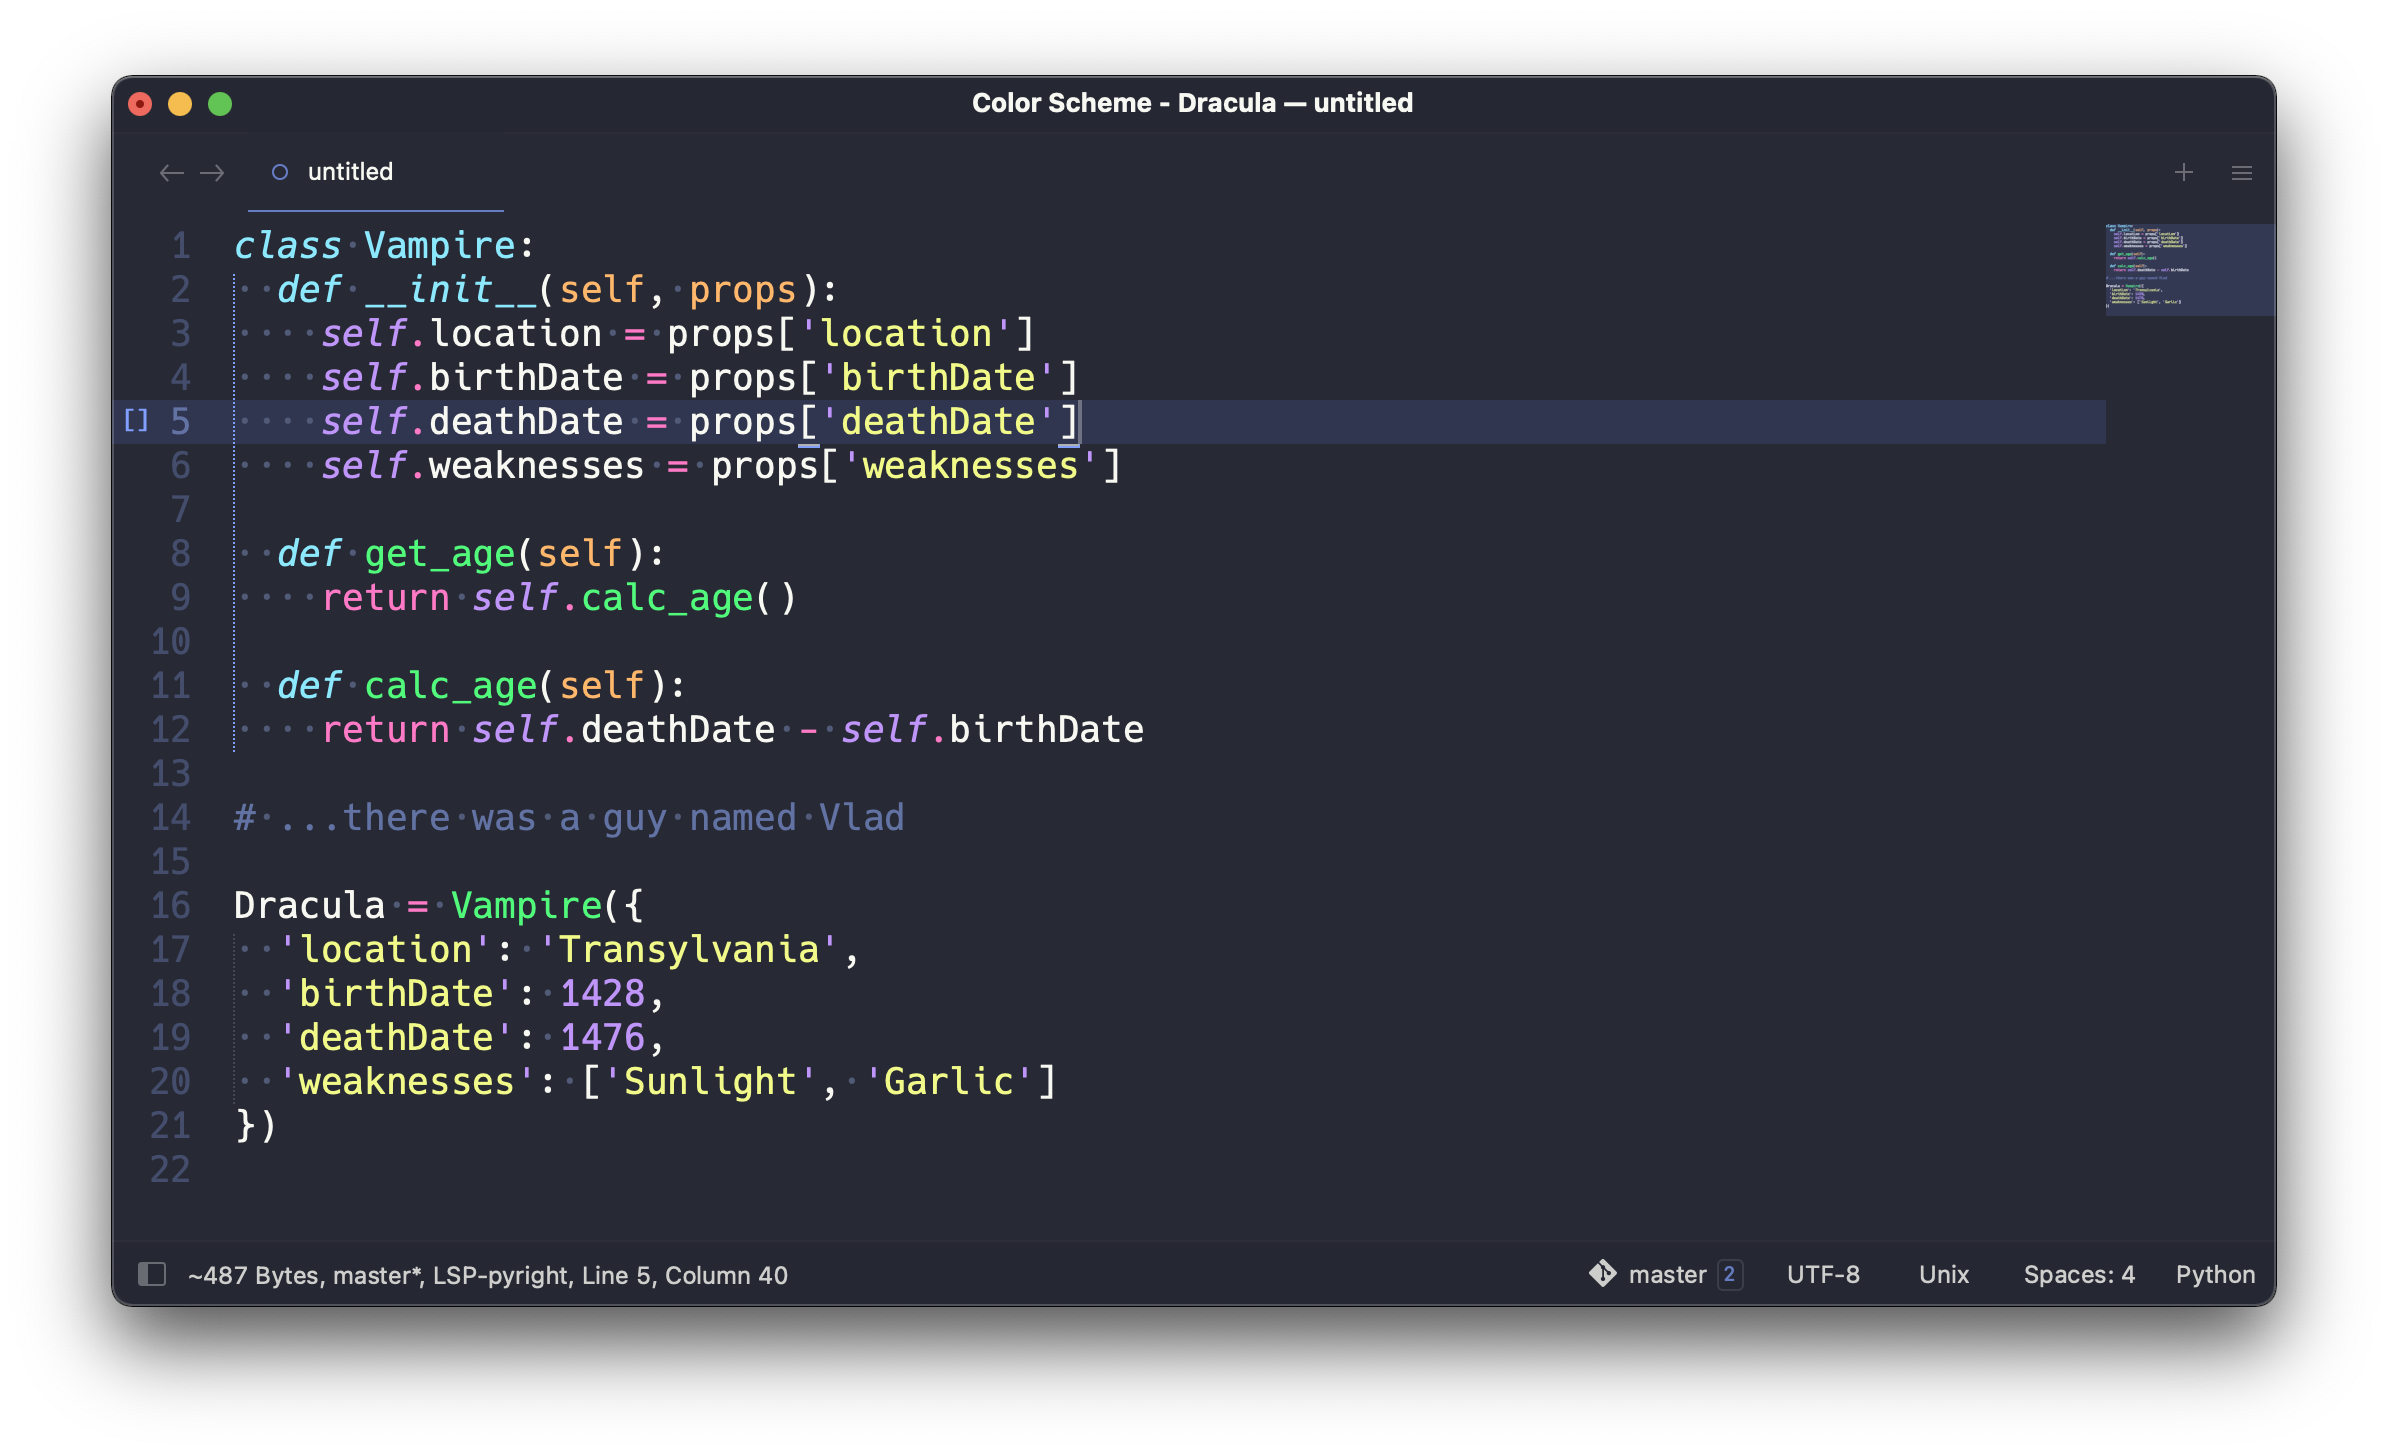 Color Scheme - Dracula — untitled
untitled
1 class Vampire:
2   def __init__(self, props):
3     self.location = props['location']
4     self.birthDate = props['birthDate']
[] 5     self.deathDate = props['deathDate']
6     self.weaknesses = props['weaknesses']
7
8   def get_age(self):
9     return self.calc_age()
10
11   def calc_age(self):
12     return self.deathDate - self.birthDate
13
14 # ...there was a guy named Vlad
15
16 Dracula = Vampire({
17   'location': 'Transylvania',
18   'birthDate': 1428,
19   'deathDate': 1476,
20   'weaknesses': ['Sunlight', 'Garlic']
21 })
22
~487 Bytes, master*, LSP-pyright, Line 5, Column 40 master 2 UTF-8 Unix Spaces: 4 Python